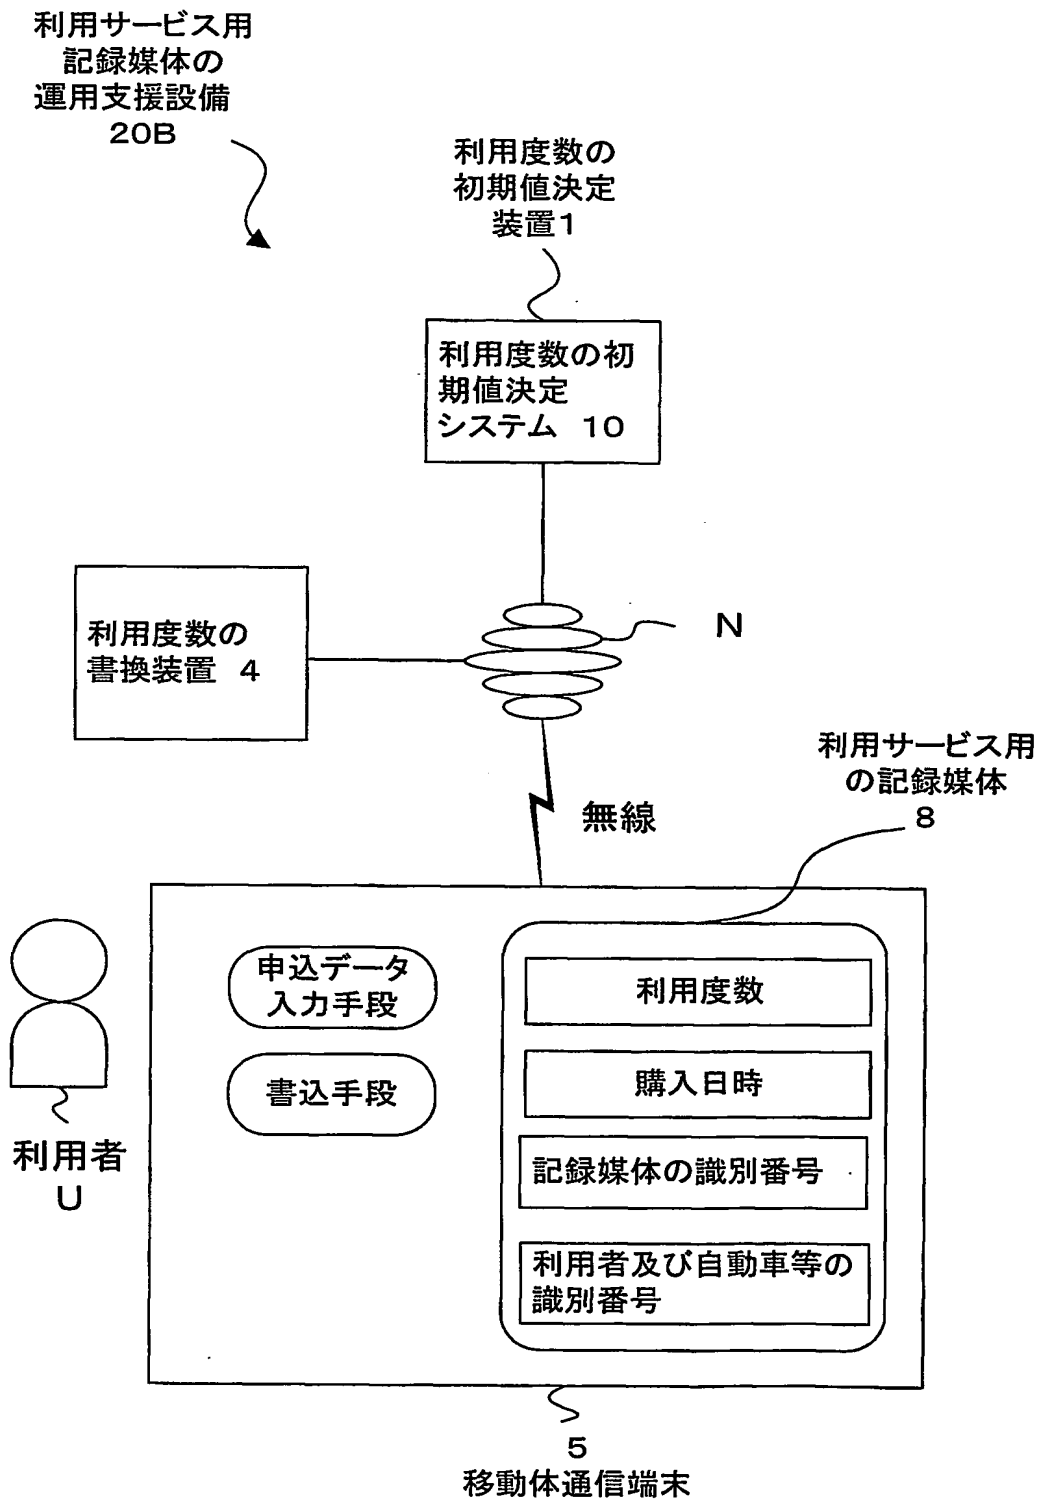 利用サービス用
記録媒体の
運用支援設備
20B
利用度数の
初期値決定
装置1
利用度数の初
期値決定
システム 10
N
利用度数の
書換装置 4
利用サービス用
の記録媒体
8
無線
申込データ
入力手段
利用度数
書込手段
購入日時
利用者
U
記録媒体の識別番号
利用者及び自動車等の
識別番号
5
移動体通信端末